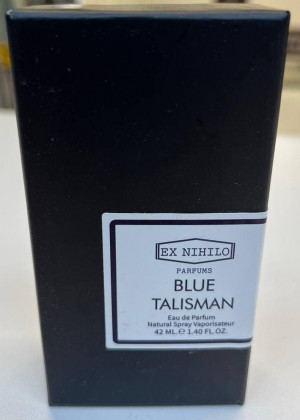 EX NIHILO
PARFUMS
BLUE
TALISMAN
Eau de Parfum
Natural Spray Vaporisateur
42 ML.℮ 1.40 FL.OZ.